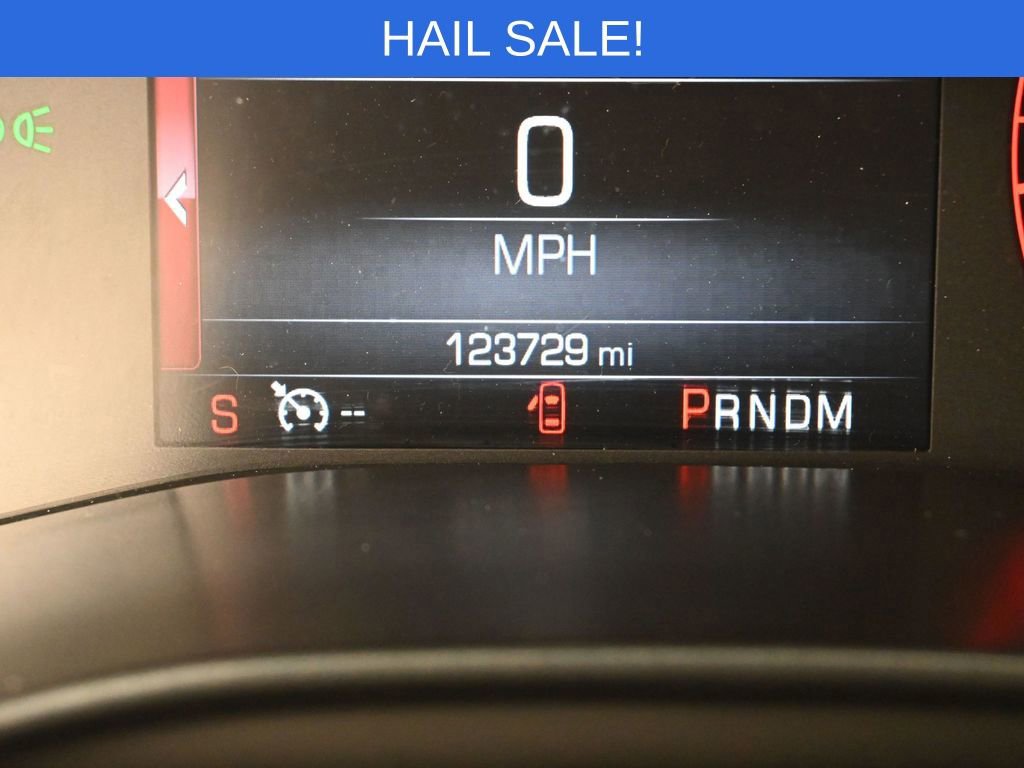 HAIL SALE!
0
MPH
123729 mi
S -- PRNDM